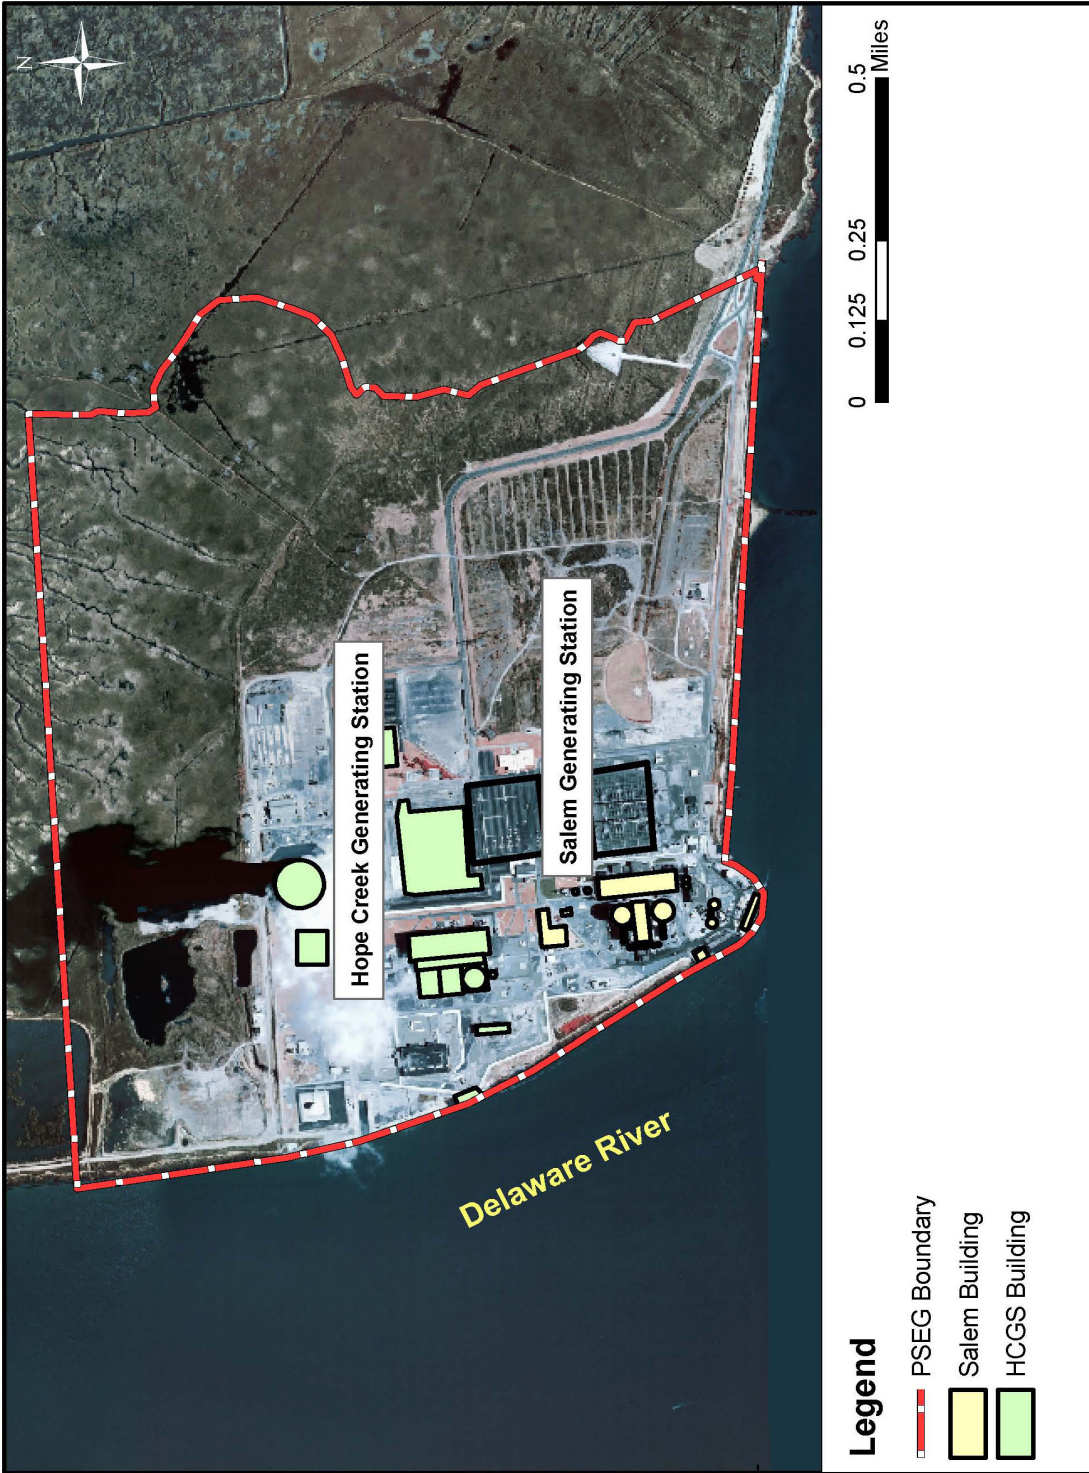 N
Hope Creek Generating Station
Salem Generating Station
Delaware River
Legend
PSEG Boundary
Salem Building
HCGS Building
0 0.125 0.25 0.5
Miles